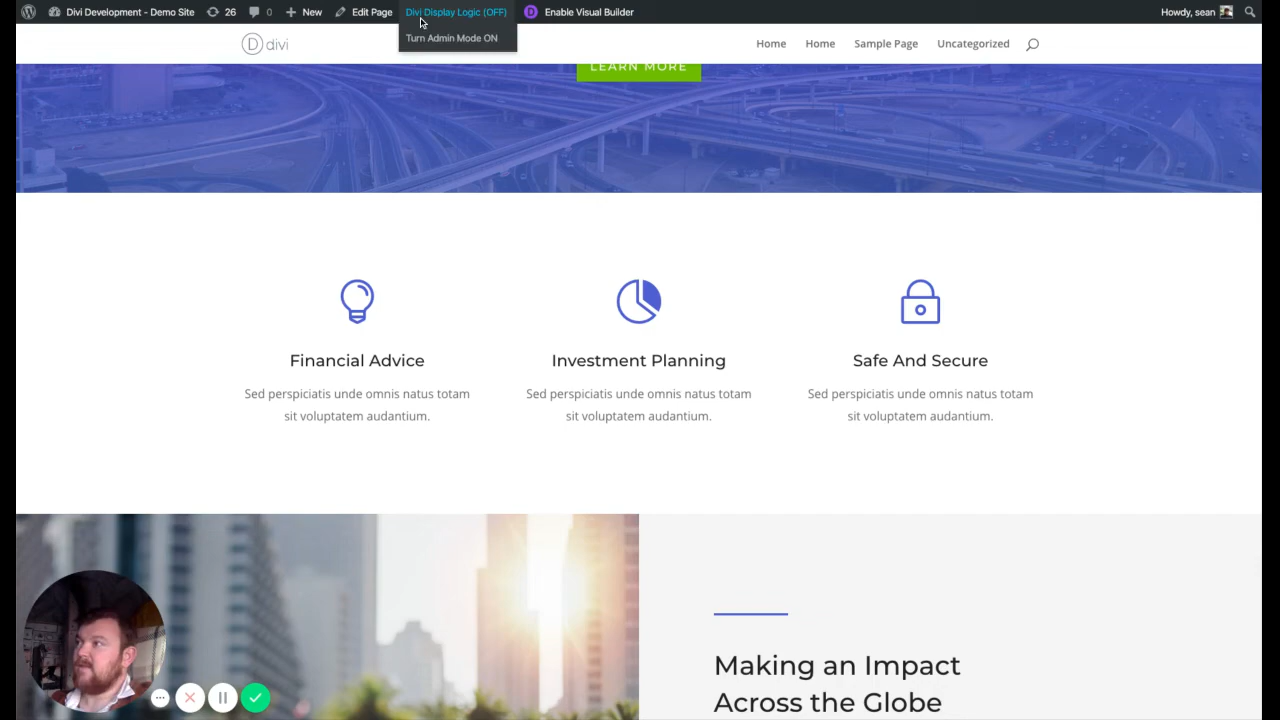 Divi Development - Demo Site 26 0 New Edit Page Divi Display Logic (OFF) Enable Visual Builder Howdy, sean
Turn Admin Mode ON
D divi Home Home Sample Page Uncategorized
LEARN MORE
Financial Advice Investment Planning Safe And Secure
Sed perspiciatis unde omnis natus totam Sed perspiciatis unde omnis natus totam Sed perspiciatis unde omnis natus totam
sit voluptatem audantium. sit voluptatem audantium. sit voluptatem audantium.
Making an Impact
Across the Globe